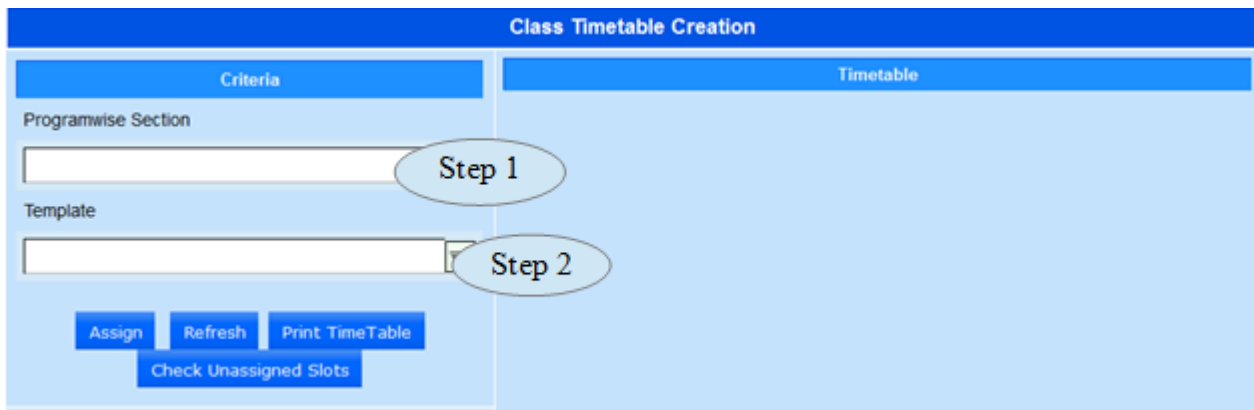 Class Timetable Creation
Criteria
Timetable
Programwise Section
Step 1
Template
Step 2
Assign Refresh Print TimeTable
Check Unassigned Slots